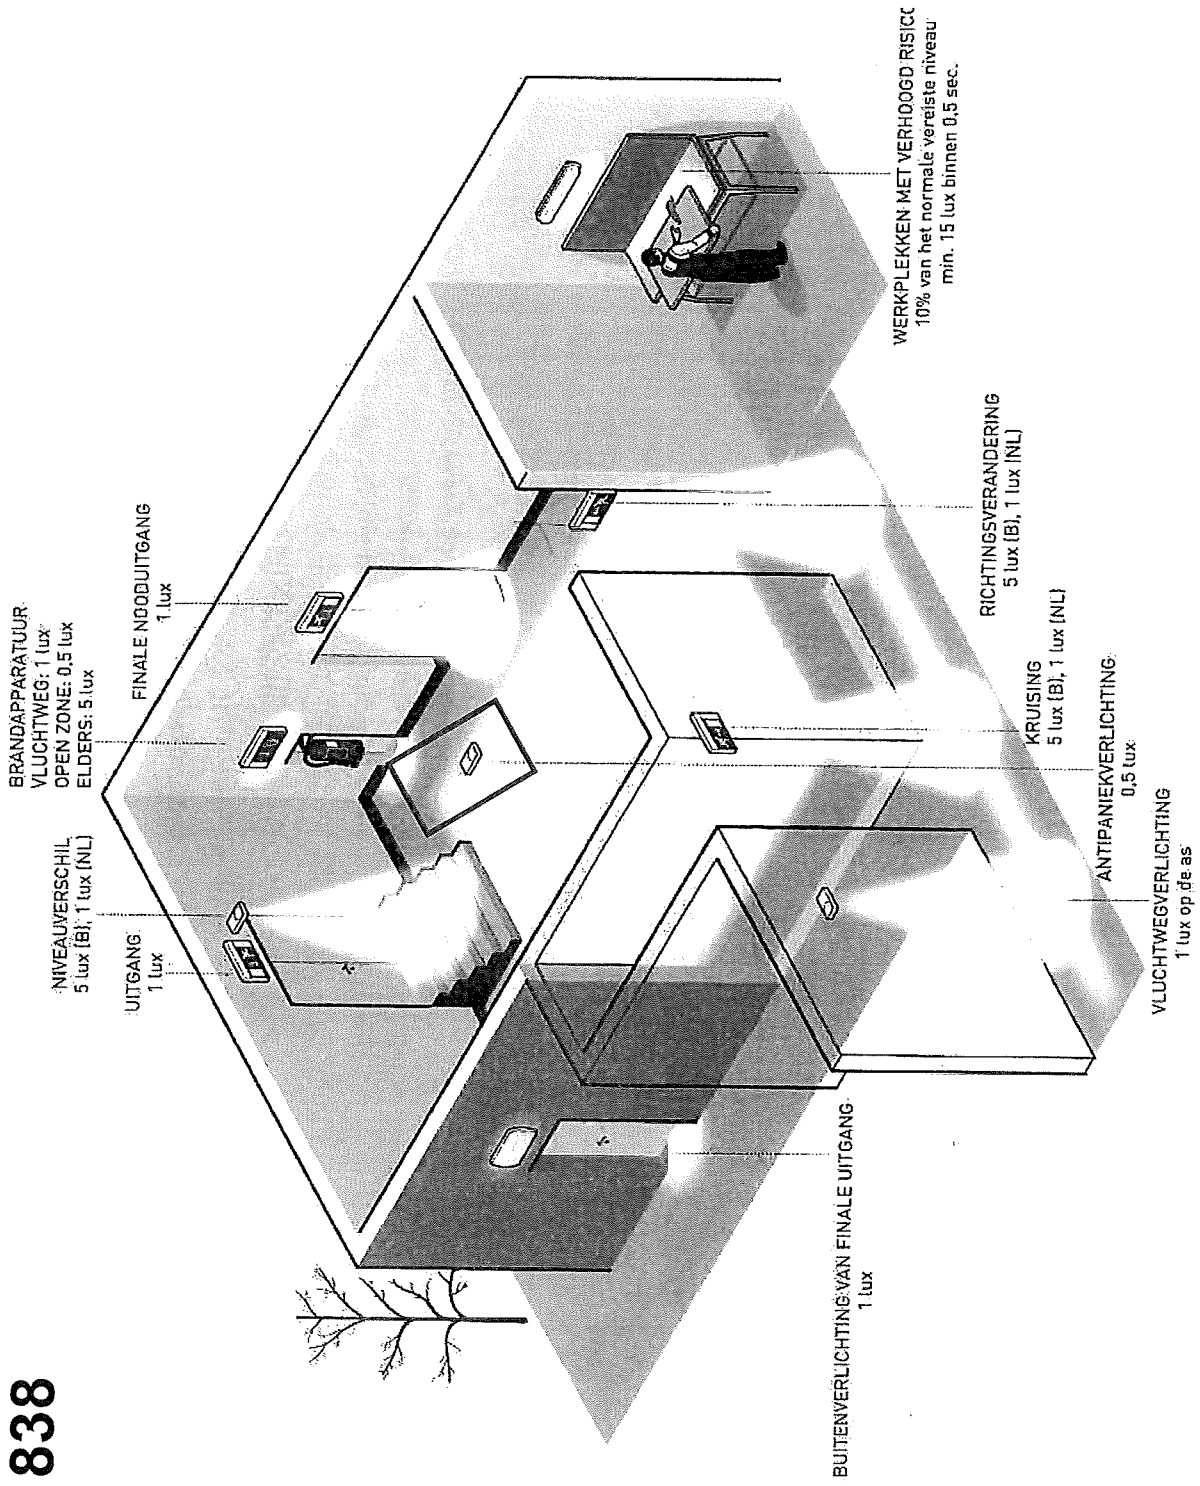 838
NIVEAUVERSCHIL
5 lux (B), 1 lux (NL)
UITGANG
1 lux
BRANDAPPARATUUR
VLUCHTWEG: 1 lux
OPEN ZONE: 0,5 lux
ELDERS: 5 lux
FINALE NOODUITGANG
1 lux
BUITENVERLICHTING VAN FINALE UITGANG
1 lux
VLUCHTWEGVERLICHTING
1 lux op de as
ANTIPANIEKVERLICHTING
0,5 lux
KRUISING
5 lux (B), 1 lux (NL)
RICHTINGSVERANDERING
5 lux (B), 1 lux (NL)
WERKPLEKKEN MET VERHOOGD RISICO
10% van het normale vereiste niveau
min. 15 lux binnen 0,5 sec.